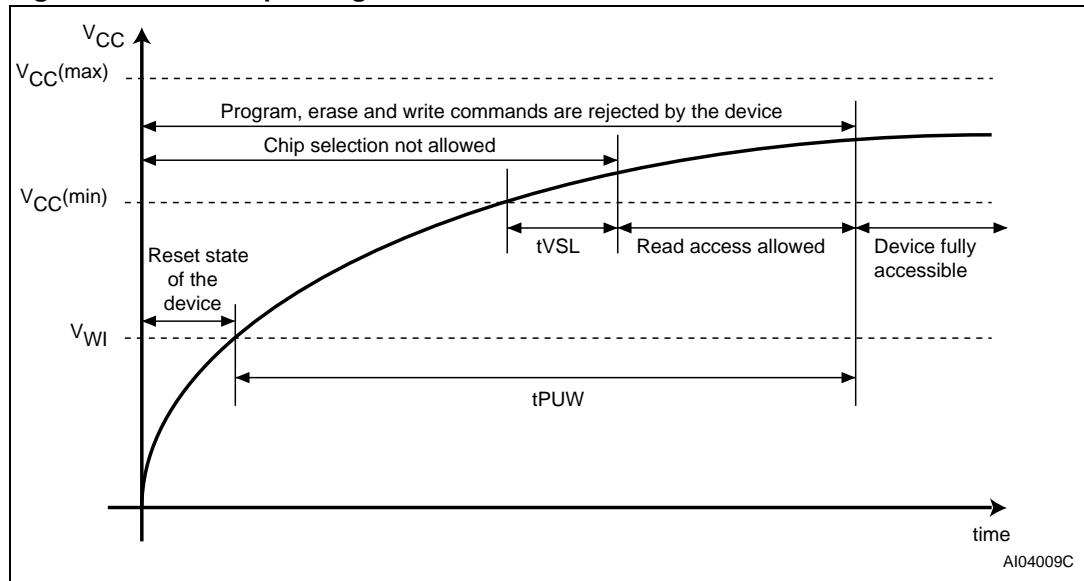 VCC
VCC(max)
Program, erase and write commands are rejected by the device
Chip selection not allowed
VCC(min)
tVSL
Read access allowed
Device fully
accessible
Reset state
of the
device
VWI
tPUW
time
AI04009C